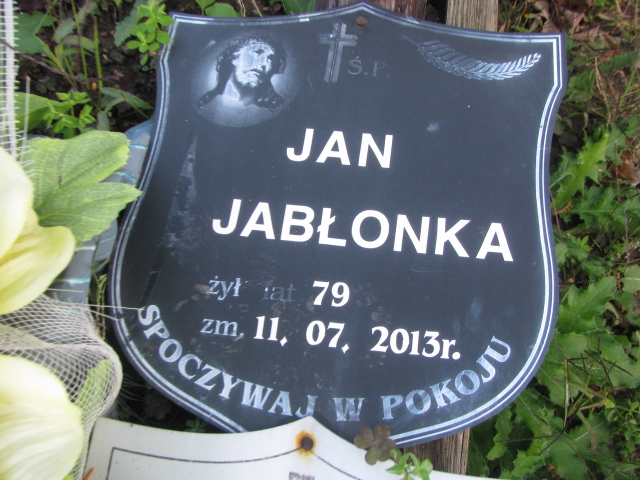 Ś.P.
JAN
JABŁONKA
żył lat 79
zm. 11. 07. 2013r.
SPOCZYWAJ W POKOJU